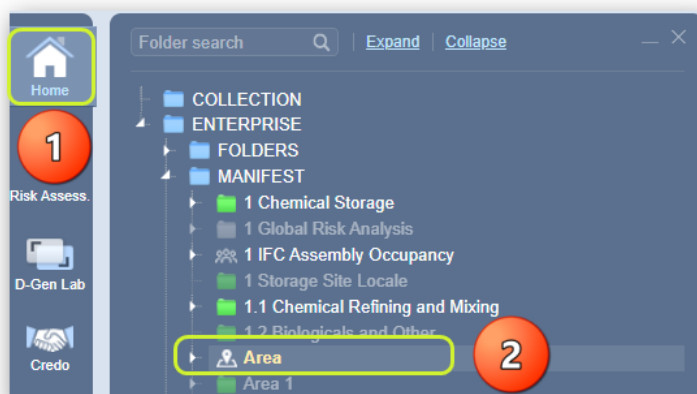 Home
1
Risk Assess.
D-Gen Lab
Credo
Folder search | Expand | Collapse
COLLECTION
ENTERPRISE
FOLDERS
MANIFEST
1 Chemical Storage
1 Global Risk Analysis
1 IFC Assembly Occupancy
1 Storage Site Locale
1.1 Chemical Refining and Mixing
1.2 Biologicals and Other
Area
2
Area 1